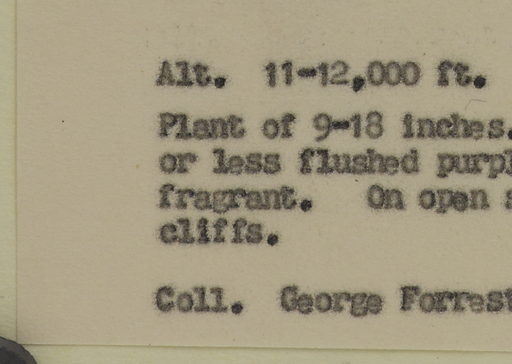 Alt. 11-12,000 ft.
Plant of 9-18 inches.
or less flushed purpl
fragrant. On open s
cliffs.
Coll. George Forrest